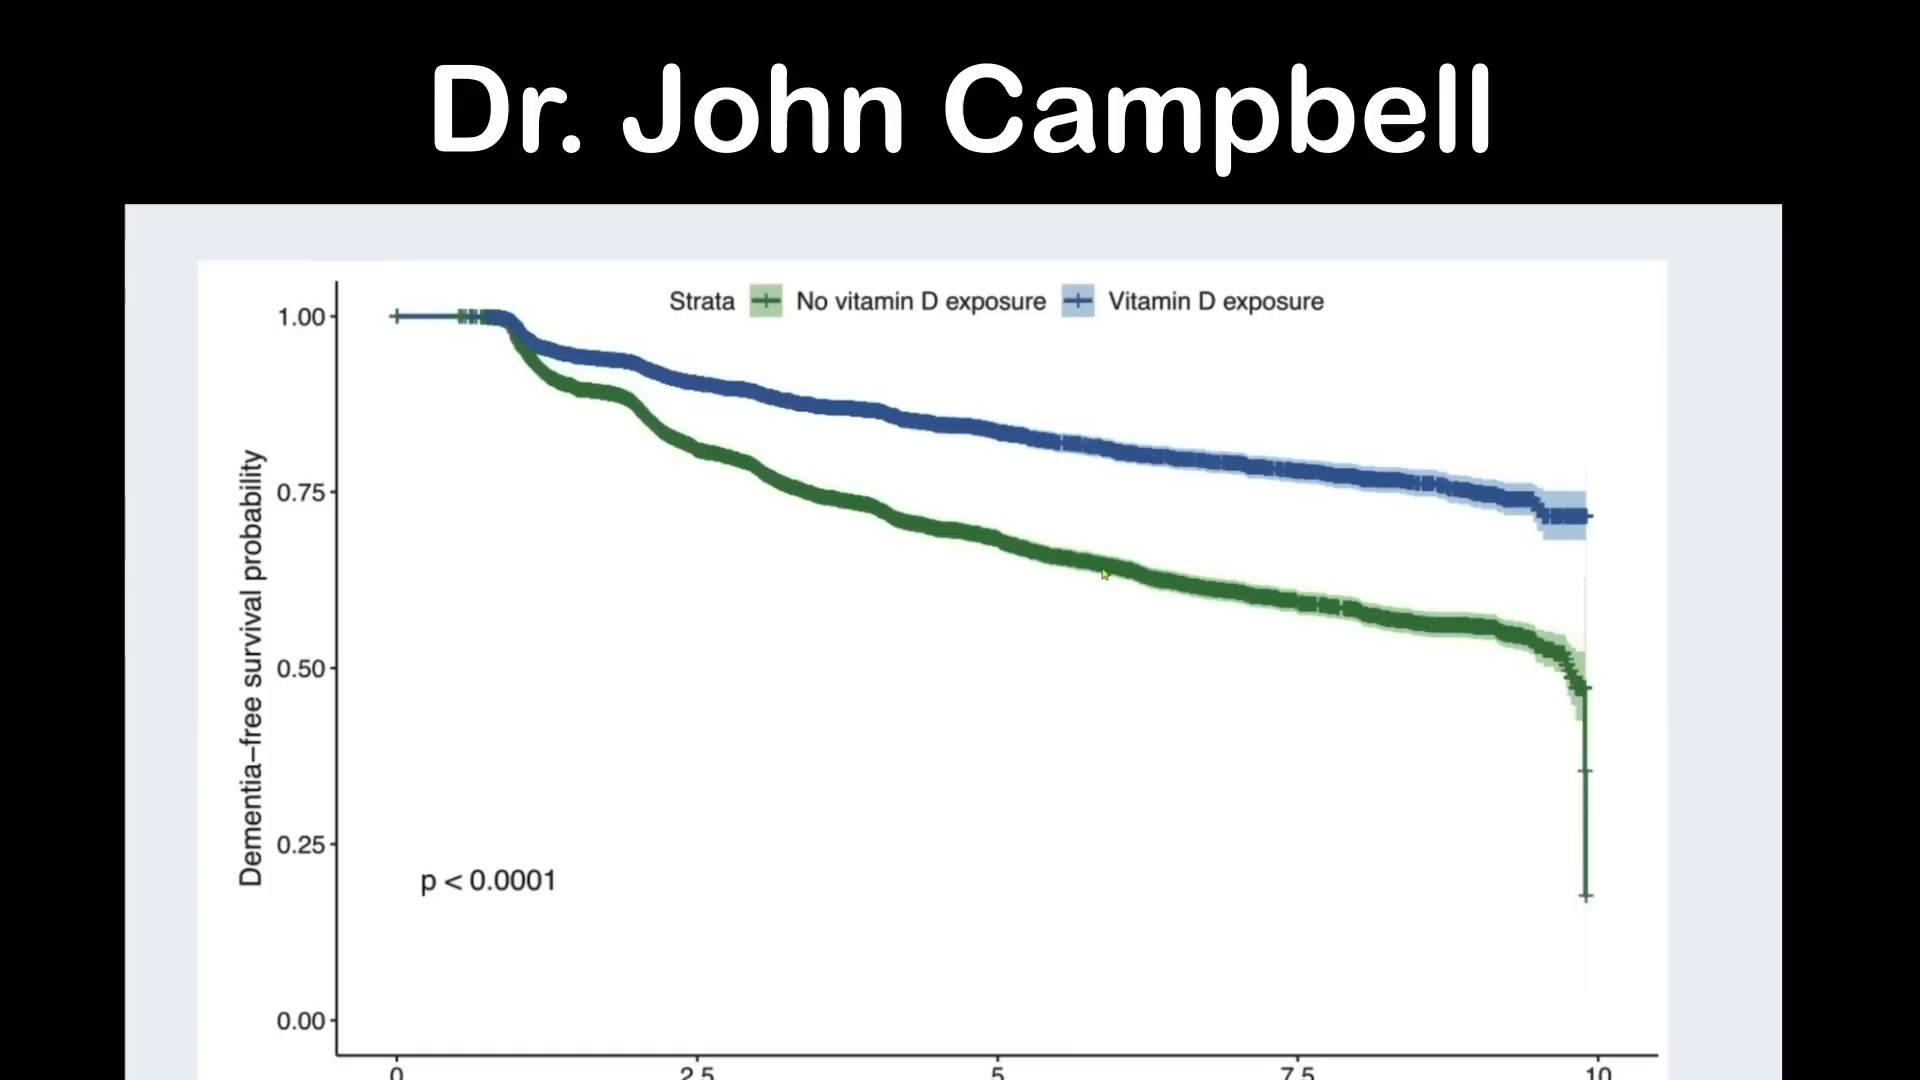 Dr. John Campbell
Strata No vitamin D exposure Vitamin D exposure
1.00
0.75
0.50
0.25
0.00
Dementia–free survival probability
p < 0.0001
0 2.5 5 7.5 10